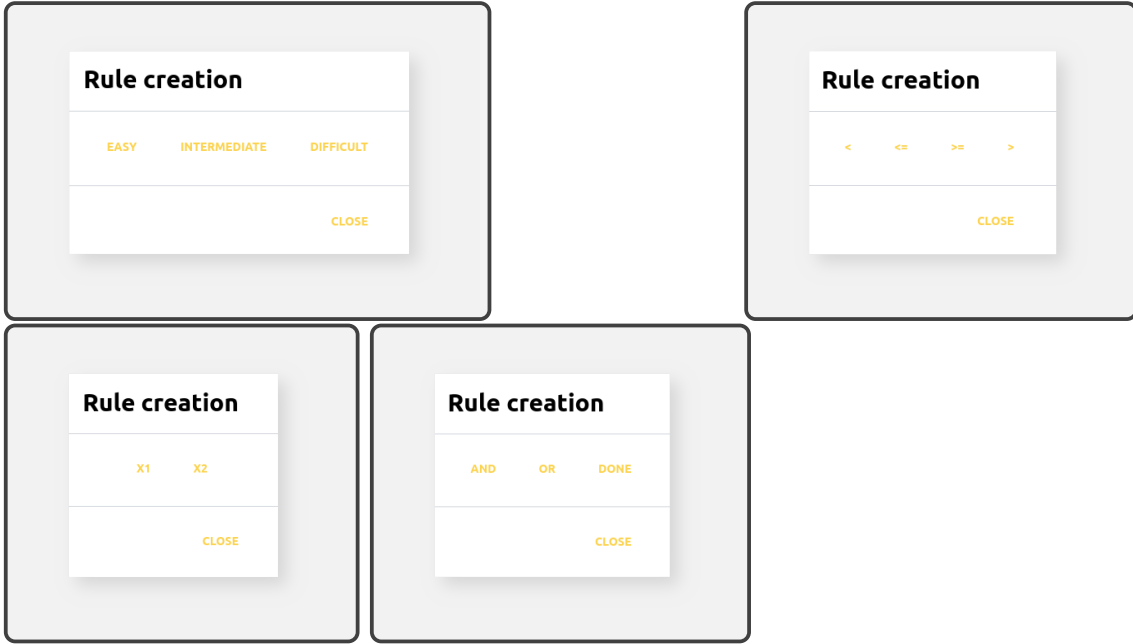 Rule creation
EASY INTERMEDIATE DIFFICULT
CLOSE
Rule creation
< <= >= >
CLOSE
Rule creation
X1 X2
CLOSE
Rule creation
AND OR DONE
CLOSE